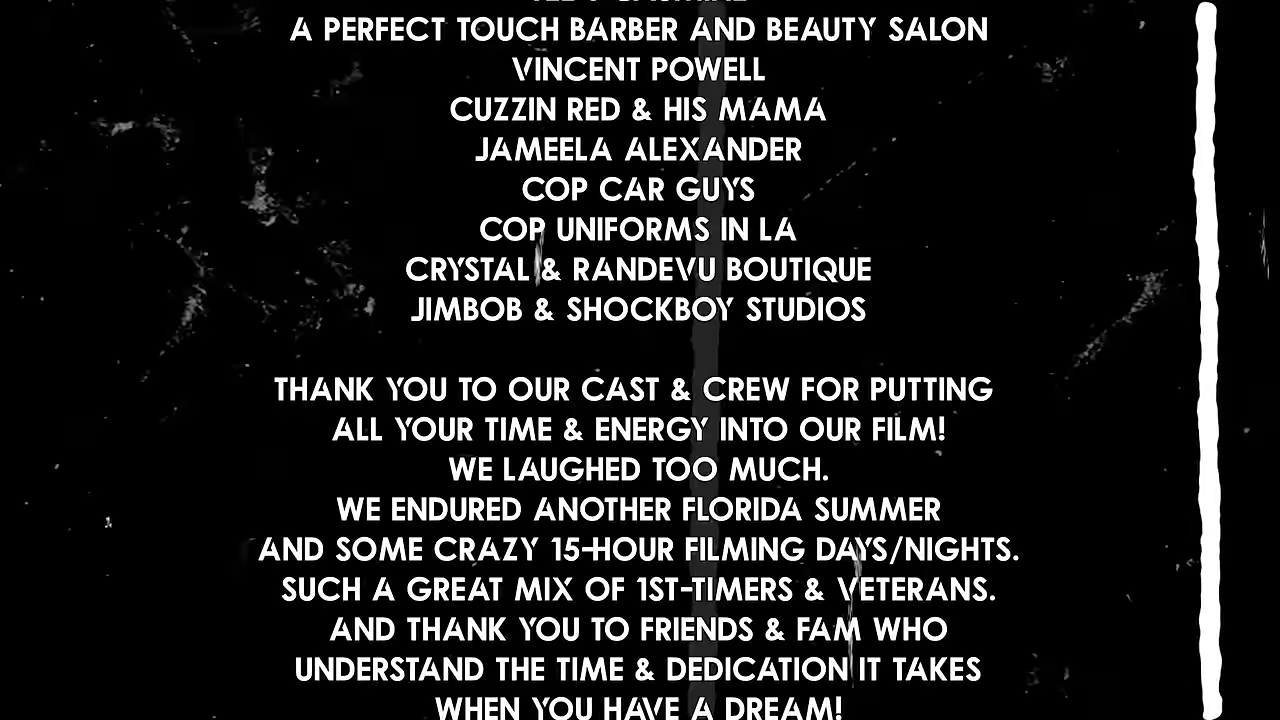 A PERFECT TOUCH BARBER AND BEAUTY SALON
VINCENT POWELL
CUZZIN RED & HIS MAMA
JAMEELA ALEXANDER
COP CAR GUYS
COP UNIFORMS IN LA
CRYSTAL & RANDEVU BOUTIQUE
JIMBOB & SHOCKBOY STUDIOS
THANK YOU TO OUR CAST & CREW FOR PUTTING
ALL YOUR TIME & ENERGY INTO OUR FILM!
WE LAUGHED TOO MUCH.
WE ENDURED ANOTHER FLORIDA SUMMER
AND SOME CRAZY 15-HOUR FILMING DAYS/NIGHTS.
SUCH A GREAT MIX OF 1ST-TIMERS & VETERANS.
AND THANK YOU TO FRIENDS & FAM WHO
UNDERSTAND THE TIME & DEDICATION IT TAKES
WHEN YOU HAVE A DREAM!